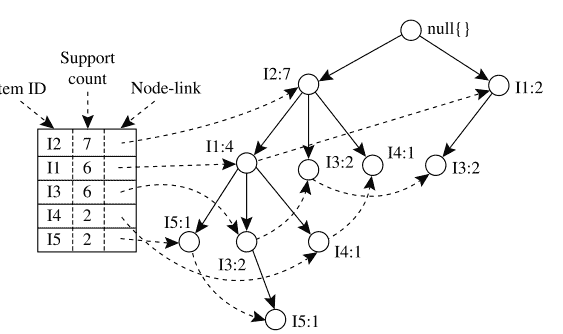 null{}
Support
count
tem ID
Node-link
I2:7
I1:2
I2 7
I1 6
I3 6
I4 2
I5 2
I1:4
I3:2
I4:1
I3:2
I5:1
I3:2
I4:1
I5:1